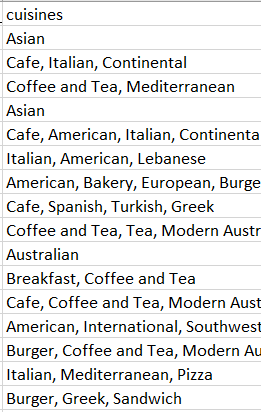 cuisines
Asian
Cafe, Italian, Continental
Coffee and Tea, Mediterranean
Asian
Cafe, American, Italian, Continenta
Italian, American, Lebanese
American, Bakery, European, Burge
Cafe, Spanish, Turkish, Greek
Coffee and Tea, Tea, Modern Austr
Australian
Breakfast, Coffee and Tea
Cafe, Coffee and Tea, Modern Aust
American, International, Southwest
Burger, Coffee and Tea, Modern Au
Italian, Mediterranean, Pizza
Burger, Greek, Sandwich